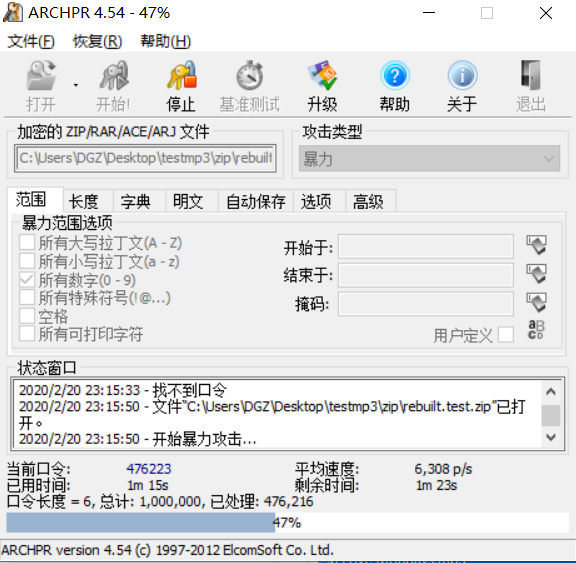 ARCHPR 4.54 - 47%
文件(F) 恢复(R) 帮助(H)
打开 开始! 停止 基准测试 升级 帮助 关于 退出
加密的 ZIP/RAR/ACE/ARJ 文件 攻击类型
C:\Users\DGZ\Desktop\testmp3\zip\rebuilt 暴力
范围 长度 字典 明文 自动保存 选项 高级
暴力范围选项
所有大写拉丁文(A - Z) 开始于:
所有小写拉丁文(a - z)
所有数字(0 - 9) 结束于:
所有特殊符号(!@...) 掩码:
空格
所有可打印字符 用户定义
状态窗口
2020/2/20 23:15:33 - 找不到口令
2020/2/20 23:15:50 - 文件“C:\Users\DGZ\Desktop\testmp3\zip\rebuilt.test.zip”已打
开。
2020/2/20 23:15:50 - 开始暴力攻击...
当前口令: 476223 平均速度: 6,308 p/s
已用时间: 1m 15s 剩余时间: 1m 23s
口令长度 = 6, 总计: 1,000,000, 已处理: 476,216
47%
ARCHPR version 4.54 (c) 1997-2012 ElcomSoft Co. Ltd.